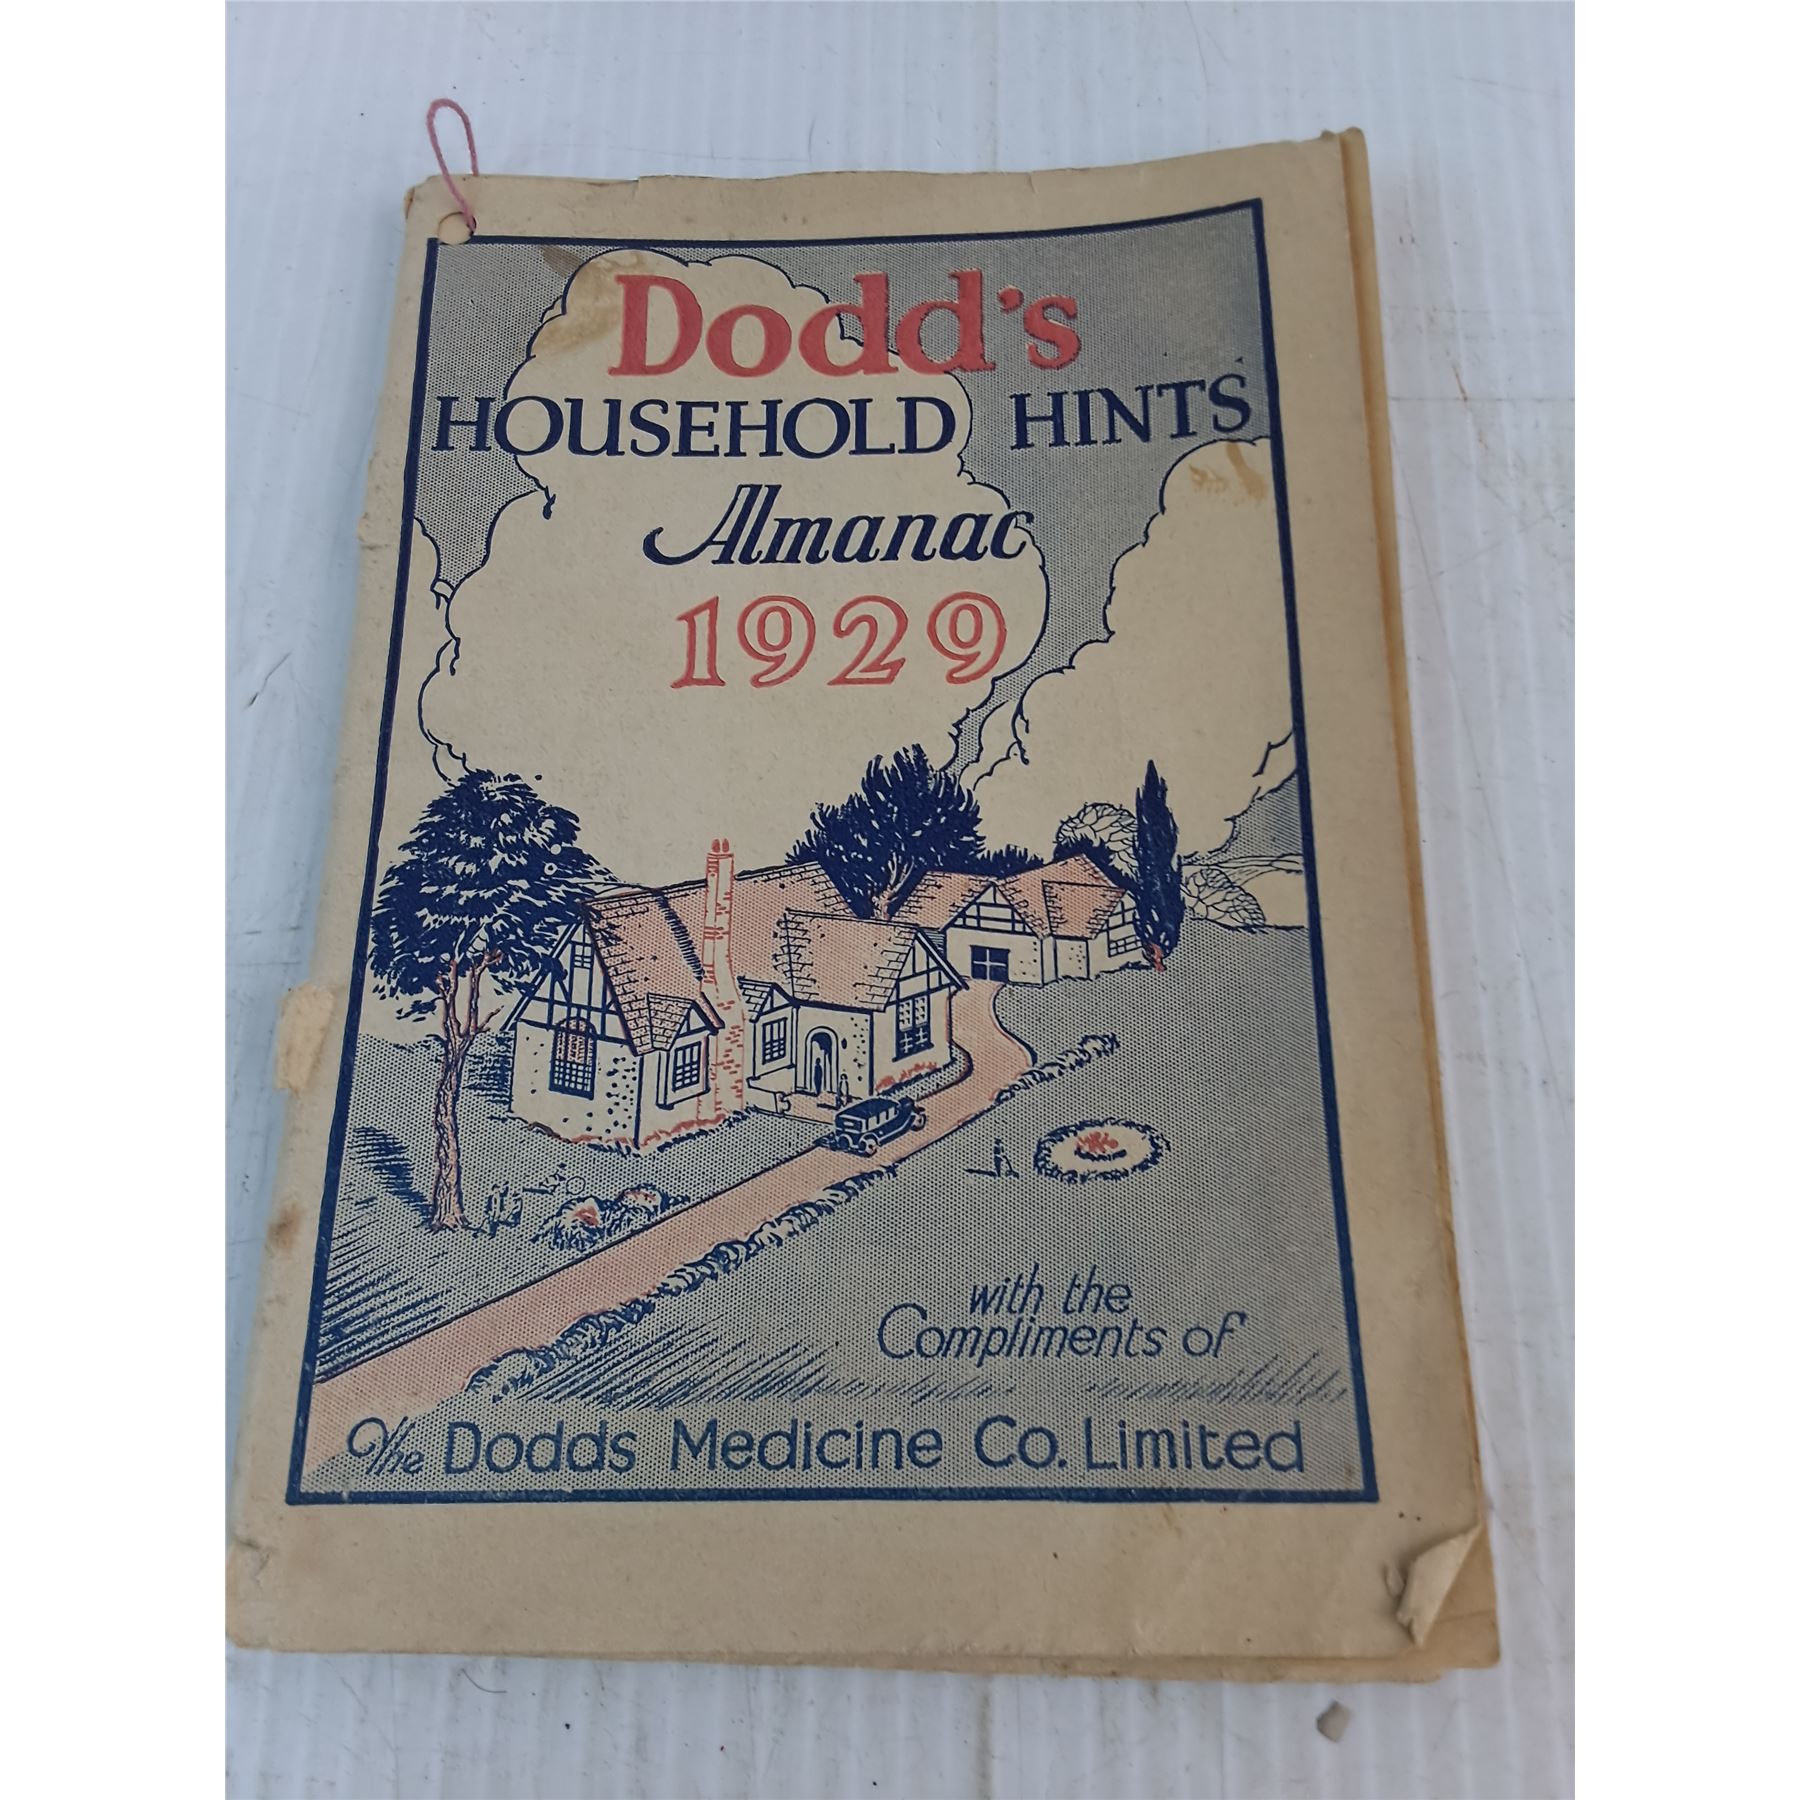 Dodd's
HOUSEHOLD HINTS
Almanac
1929
with the
Compliments of
The Dodds Medicine Co. Limited